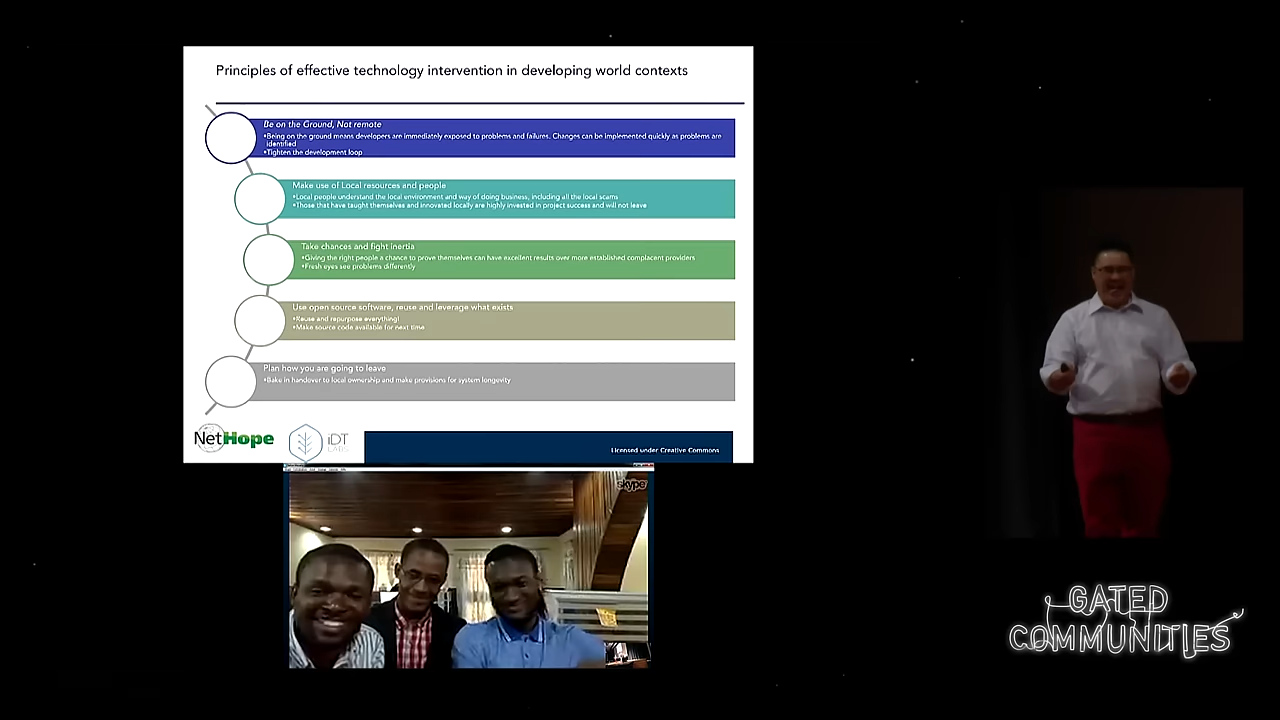 Principles of effective technology intervention in developing world contexts
Be on the Ground, Not remote
•Being on the ground means developers are immediately exposed to problems and failures. Changes can be implemented quickly as problems are
identified
•Tighten the development loop
Make use of Local resources and people
•Local people understand the local environment and way of doing business, including all the local scams
•Those that have taught themselves and innovated locally are highly invested in project success and will not leave
Take chances and fight inertia
•Giving the right people a chance to prove themselves can have excellent results over more established complacent providers
•Fresh eyes see problems differently
Use open source software, reuse and leverage what exists
•Reuse and repurpose everything!
•Make source code available for next time
Plan how you are going to leave
•Bake in handover to local ownership and make provisions for system longevity
NetHope
iDT
LABS
Licensed under Creative Commons
skype
GATED
COMMUNITIES